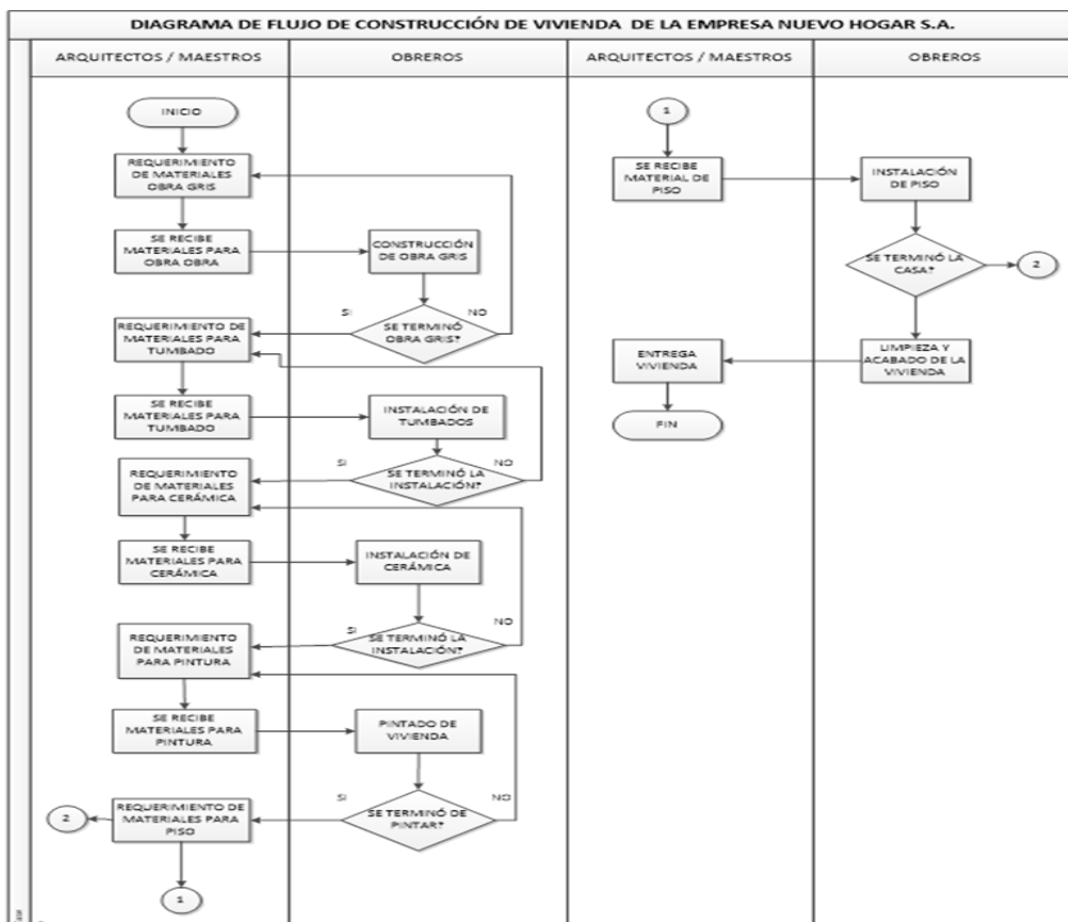 DIAGRAMA DE FLUJO DE CONSTRUCCIÓN DE VIVIENDA DE LA EMPRESA NUEVO HOGAR S.A.
ARQUITECTOS / MAESTROS
OBREROS
ARQUITECTOS / MAESTROS
OBREROS
INICIO
REQUERIMIENTO
DE MATERIALES
OBRA GRIS
SE RECIBE
MATERIALES PARA
OBRA OBRA
CONSTRUCCIÓN
DE OBRA GRIS
SE TERMINÓ
OBRA GRIS?
SI
NO
REQUERIMIENTO DE
MATERIALES PARA
TUMBADO
SE RECIBE
MATERIALES PARA
TUMBADO
INSTALACIÓN DE
TUMBADOS
SE TERMINÓ LA
INSTALACIÓN?
SI
NO
REQUERIMIENTO
DE MATERIALES
PARA CERÁMICA
SE RECIBE
MATERIALES PARA
CERÁMICA
INSTALACIÓN DE
CERÁMICA
SE TERMINÓ LA
INSTALACIÓN?
SI
NO
REQUERIMIENTO
DE MATERIALES
PARA PINTURA
SE RECIBE
MATERIALES PARA
PINTURA
PINTADO DE
VIVIENDA
SE TERMINÓ DE
PINTAR?
SI
NO
REQUERIMIENTO DE
MATERIALES PARA
PISO
2
1
1
SE RECIBE
MATERIAL DE
PISO
INSTALACIÓN
DE PISO
SE TERMINÓ LA
CASA?
2
LIMPIEZA Y
ACABADO DE LA
VIVIENDA
ENTREGA
VIVIENDA
FIN